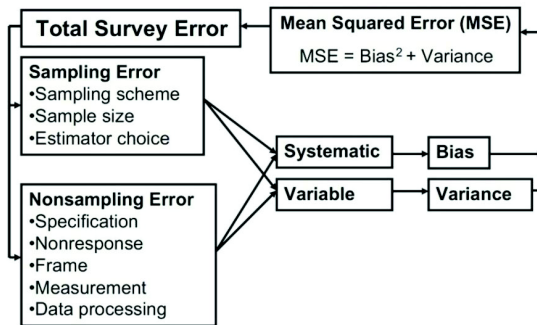 Total Survey Error
Mean Squared Error (MSE)
MSE = Bias² + Variance
Sampling Error
•Sampling scheme
•Sample size
•Estimator choice
Systematic
Bias
Variable
Variance
Nonsampling Error
•Specification
•Nonresponse
•Frame
•Measurement
•Data processing